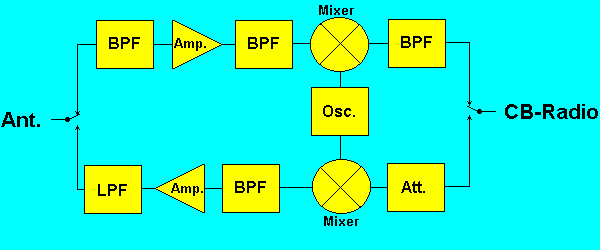 Mixer
BPF
Amp.
BPF
BPF
Ant.
Osc.
CB-Radio
LPF
Amp.
BPF
Att.
Mixer